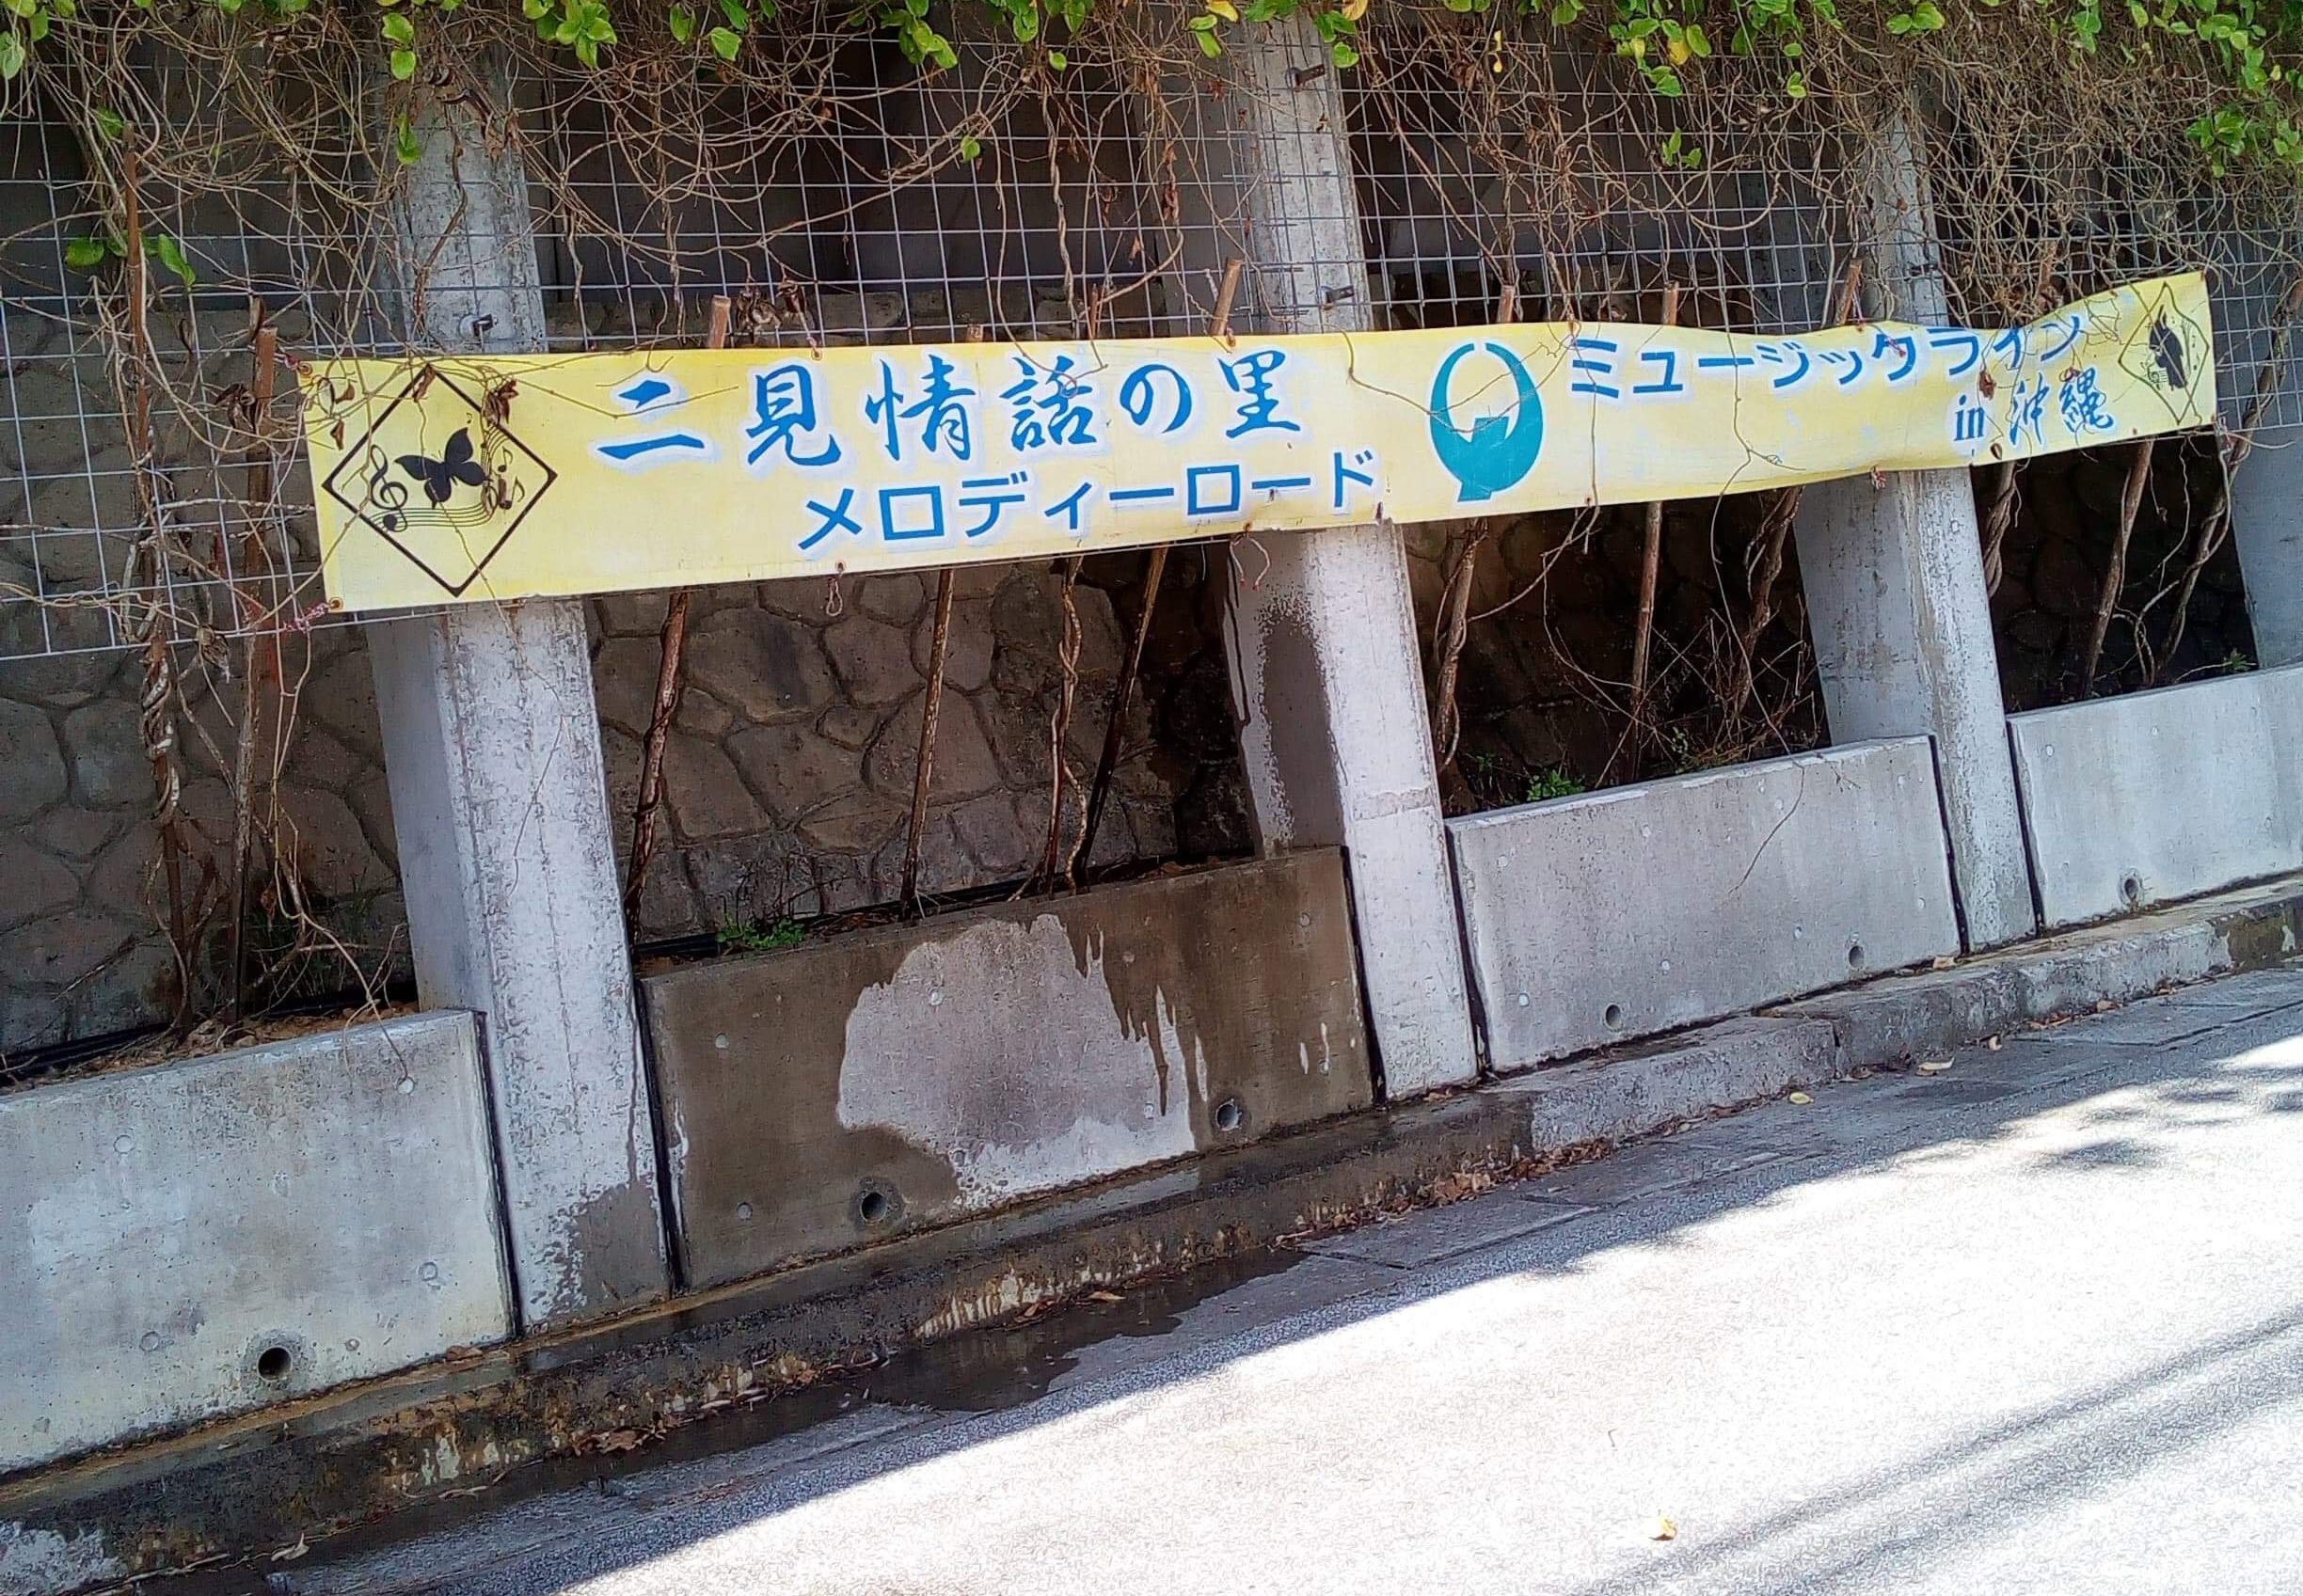 二見情話の里
メロディーロード
ミュージックライン
in 沖縄